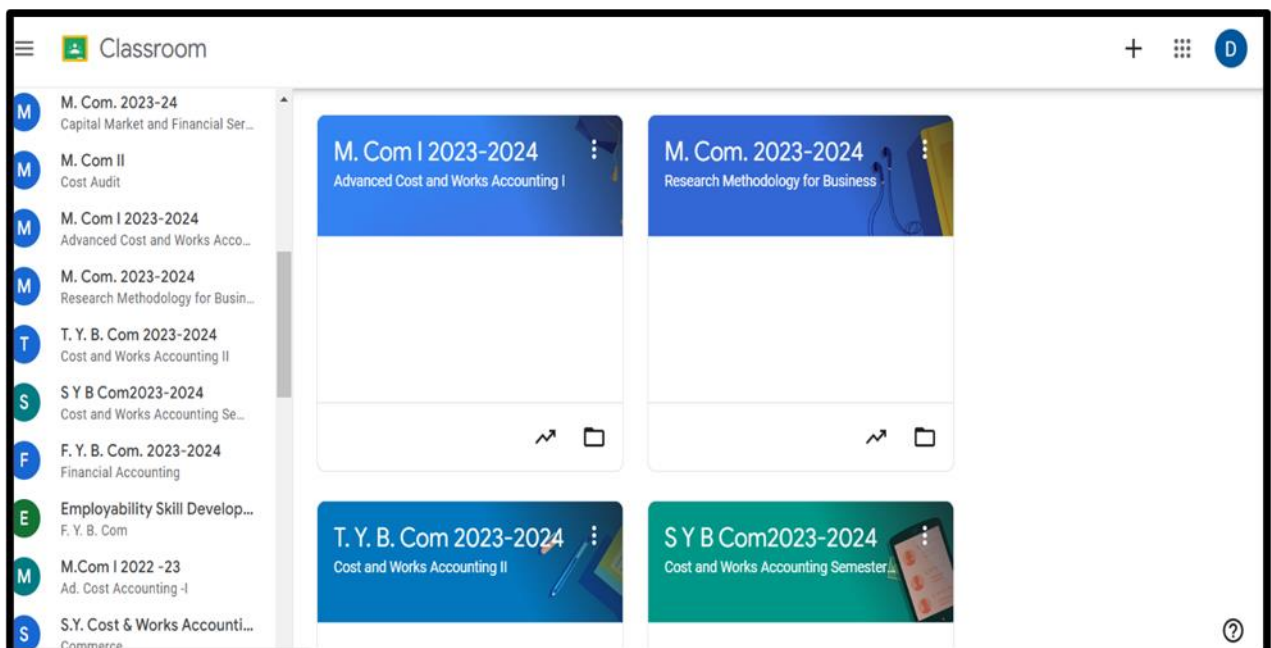 Classroom
D
M
M. Com. 2023-24
Capital Market and Financial Ser...
M
M. Com II
Cost Audit
M
M. Com I 2023-2024
Advanced Cost and Works Acco...
M
M. Com. 2023-2024
Research Methodology for Busin...
T
T. Y. B. Com 2023-2024
Cost and Works Accounting II
S
S Y B Com2023-2024
Cost and Works Accounting Se...
F
F. Y. B. Com. 2023-2024
Financial Accounting
E
Employability Skill Develop...
F. Y. B. Com
M
M.Com I 2022 -23
Ad. Cost Accounting -I
S
S.Y. Cost & Works Accounti...
Commerce
M. Com I 2023-2024
Advanced Cost and Works Accounting I
M. Com. 2023-2024
Research Methodology for Business
T. Y. B. Com 2023-2024
Cost and Works Accounting II
S Y B Com2023-2024
Cost and Works Accounting Semester...